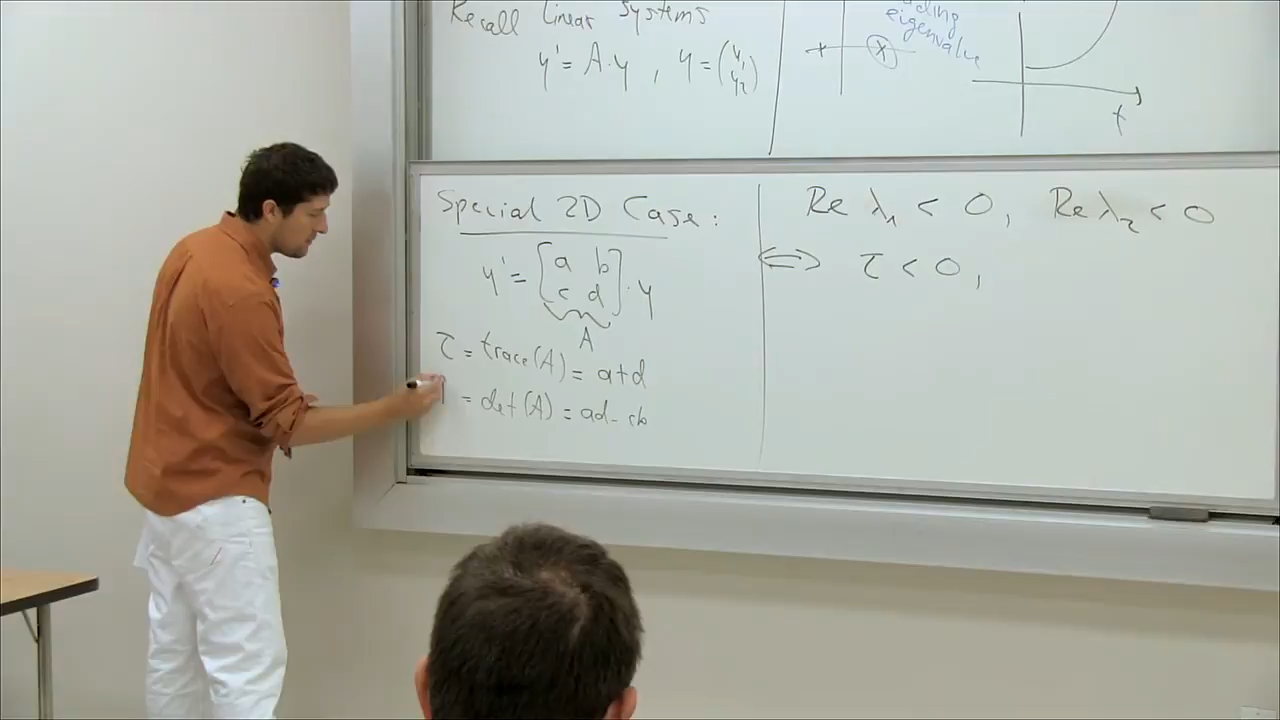 Recall Linear Systems
y' = A·y , y = (y₁ y₂)
leading
eigenvalue
t
Special 2D Case:
y' = [a b
c d] · y
A
τ = trace(A) = a+d
= det(A) = ad - cb
Re λ₁ < 0, Re λ₂ < 0
⇔ τ < 0,